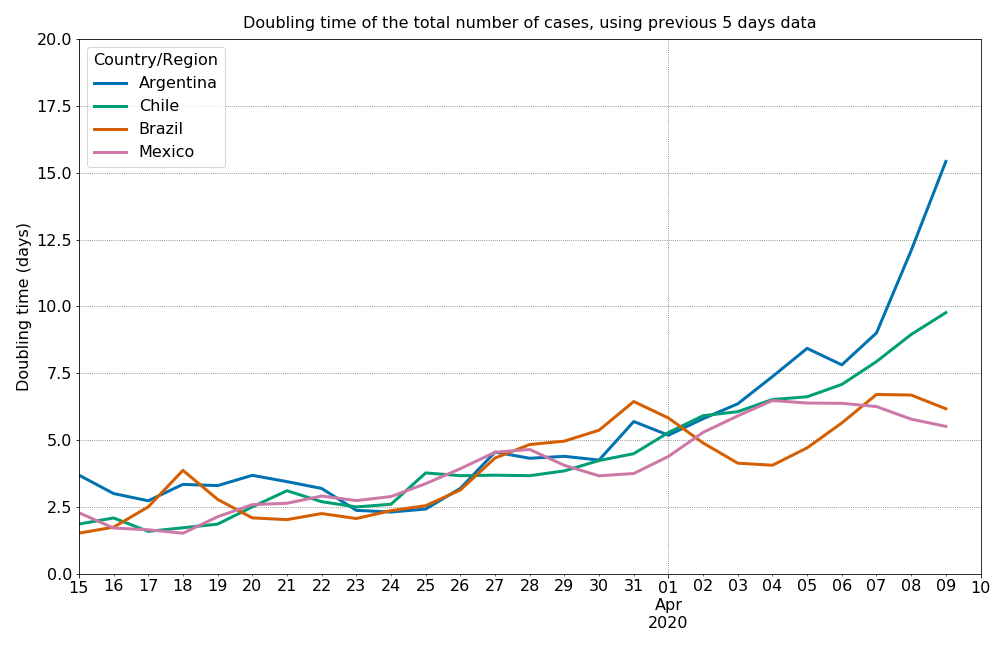 Doubling time of the total number of cases, using previous 5 days data
Country/Region
Argentina
Chile
Brazil
Mexico
Doubling time (days)
20.0
17.5
15.0
12.5
10.0
7.5
5.0
2.5
0.0
15 16 17 18 19 20 21 22 23 24 25 26 27 28 29 30 31 01 02 03 04 05 06 07 08 09 10
Apr
2020